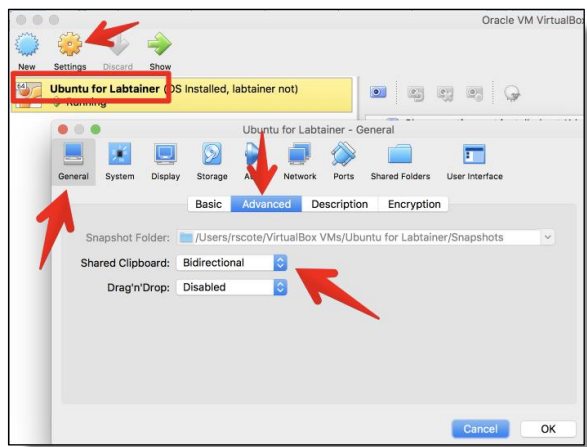 Oracle VM VirtualBo
New Settings Discard Show
64
Ubuntu for Labtainer (OS Installed, labtainer not)
Running
Ubuntu for Labtainer - General
General System Display Storage Network Ports Shared Folders User Interface
Basic Advanced Description Encryption
Snapshot Folder: /Users/rscote/VirtualBox VMs/Ubuntu for Labtainer/Snapshots
Shared Clipboard: Bidirectional
Drag'n'Drop: Disabled
Cancel OK